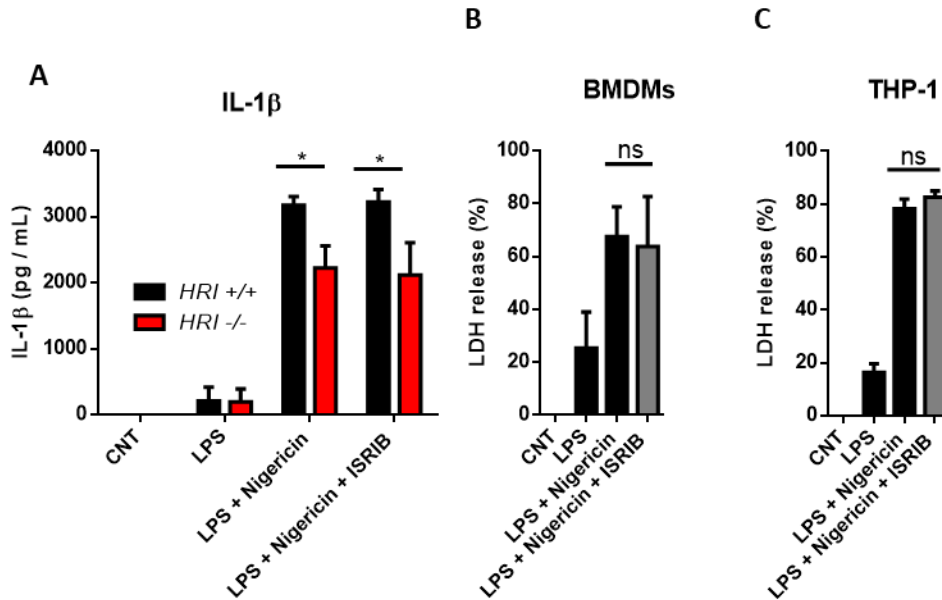 A
IL-1β
IL-1β (pg / mL)
4000
3000
2000
1000
0
*
*
HRI +/+
HRI -/-
CNT
LPS
LPS + Nigericin
LPS + Nigericin + ISRIB
B
BMDMs
LDH release (%)
100
80
60
40
20
0
ns
CNT
LPS
LPS + Nigericin
LPS + Nigericin + ISRIB
C
THP-1
LDH release (%)
100
80
60
40
20
0
ns
CNT
LPS
LPS + Nigericin
LPS + Nigericin + ISRIB